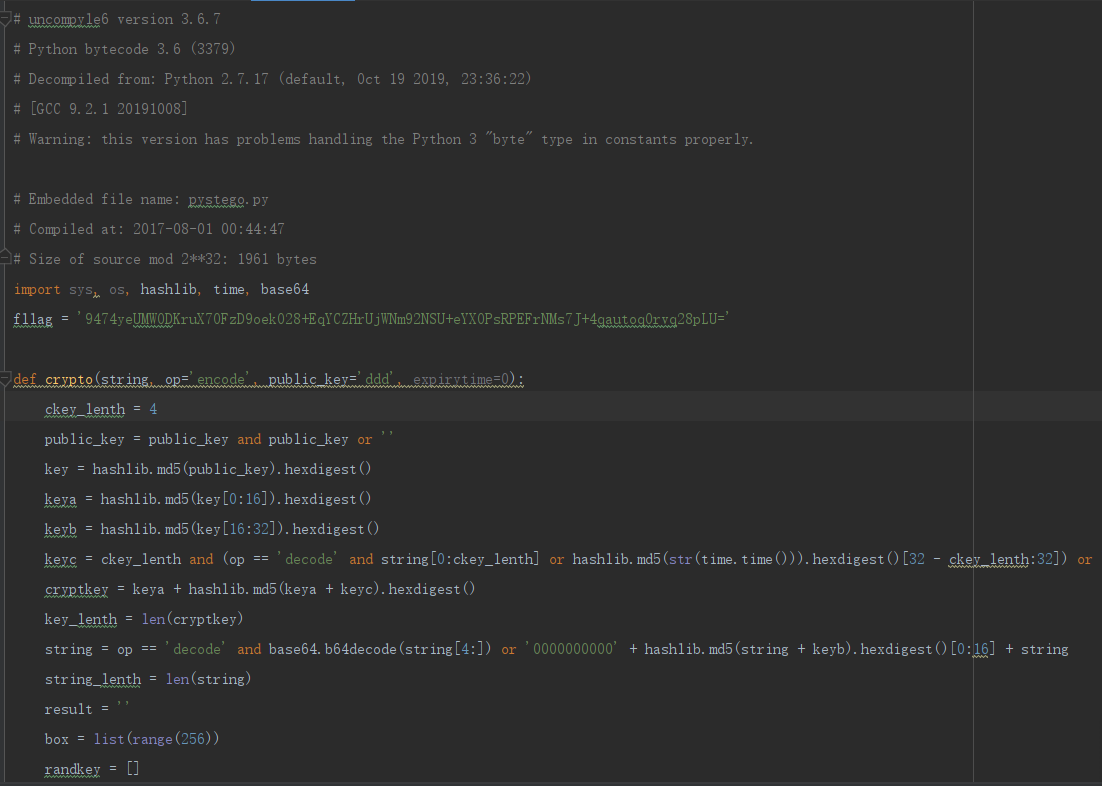 # uncompyle6 version 3.6.7
# Python bytecode 3.6 (3379)
# Decompiled from: Python 2.7.17 (default, Oct 19 2019, 23:36:22)
# [GCC 9.2.1 20191008]
# Warning: this version has problems handling the Python 3 "byte" type in constants properly.
# Embedded file name: pystego.py
# Compiled at: 2017-08-01 00:44:47
# Size of source mod 2**32: 1961 bytes
import sys, os, hashlib, time, base64
fllag = '9474yeUMWODKruX7OFzD9oekO28+EqYCZHrUjWNm92NSU+eYXOPsRPEFrNMs7J+4qautoqOrvq28pLU='
def crypto(string, op='encode', public_key='ddd', expirytime=0):
ckey_lenth = 4
public_key = public_key and public_key or ''
key = hashlib.md5(public_key).hexdigest()
keya = hashlib.md5(key[0:16]).hexdigest()
keyb = hashlib.md5(key[16:32]).hexdigest()
keyc = ckey_lenth and (op == 'decode' and string[0:ckey_lenth] or hashlib.md5(str(time.time())).hexdigest()[32 - ckey_lenth:32]) or
cryptkey = keya + hashlib.md5(keya + keyc).hexdigest()
key_lenth = len(cryptkey)
string = op == 'decode' and base64.b64decode(string[4:]) or '0000000000' + hashlib.md5(string + keyb).hexdigest()[0:16] + string
string_lenth = len(string)
result = ''
box = list(range(256))
randkey = []